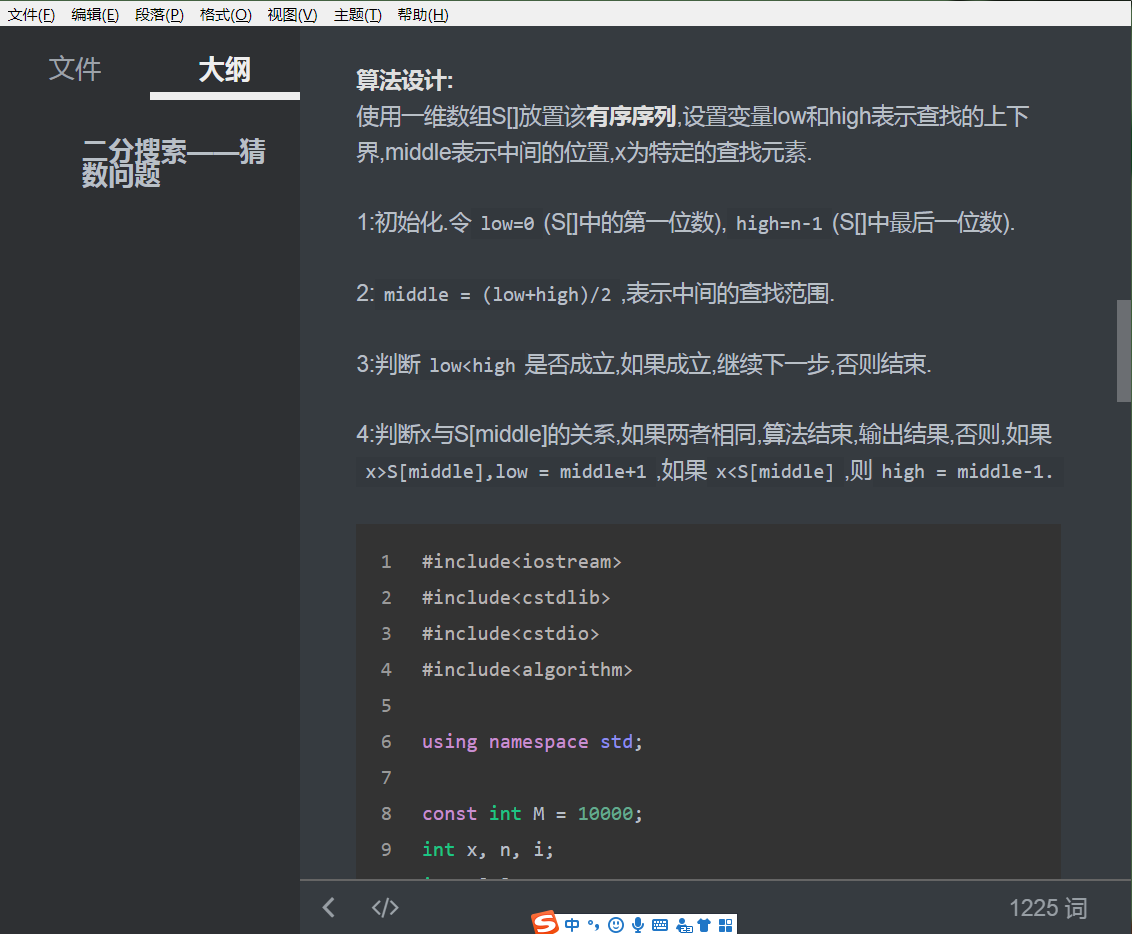 文件(F) 编辑(E) 段落(P) 格式(O) 视图(V) 主题(T) 帮助(H)
文件 大纲
二分搜索——猜
数问题
算法设计:
使用一维数组S[]放置该有序序列,设置变量low和high表示查找的上下
界,middle表示中间的位置,x为特定的查找元素.
1:初始化.令 low=0 (S[]中的第一位数), high=n-1 (S[]中最后一位数).
2: middle = (low+high)/2 ,表示中间的查找范围.
3:判断 low<high 是否成立,如果成立,继续下一步,否则结束.
4:判断x与S[middle]的关系,如果两者相同,算法结束,输出结果,否则,如果
x>S[middle],low = middle+1 ,如果 x<S[middle] ,则 high = middle-1.
1 #include<iostream>
2 #include<cstdlib>
3 #include<cstdio>
4 #include<algorithm>
5
6 using namespace std;
7
8 const int M = 10000;
9 int x, n, i;
</> 1225 词
S 中